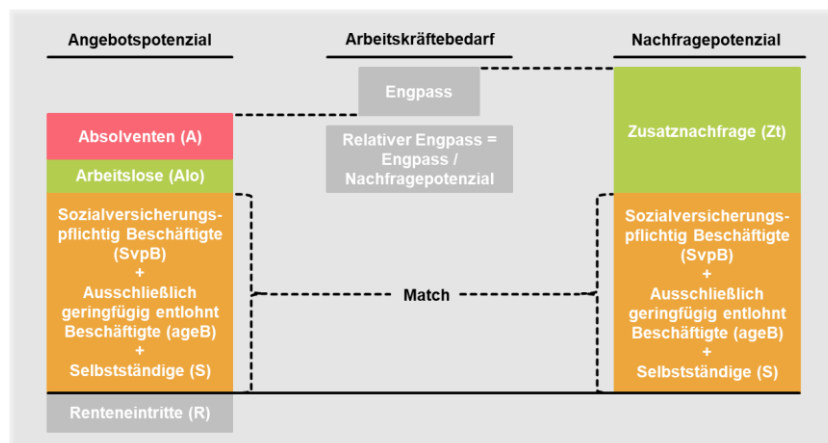 Angebotspotenzial
Arbeitskräftebedarf
Nachfragepotenzial
Engpass
Absolventen (A)
Relativer Engpass =
Engpass /
Nachfragepotenzial
Zusatznachfrage (Zt)
Arbeitslose (Alo)
Sozialversicherungs-
pflichtig Beschäftigte
(SvpB)
+
Ausschließlich
geringfügig entlohnt
Beschäftigte (ageB)
+
Selbstständige (S)
Match
Sozialversicherungs-
pflichtig Beschäftigte
(SvpB)
+
Ausschließlich
geringfügig entlohnt
Beschäftigte (ageB)
+
Selbstständige (S)
Renteneintritte (R)